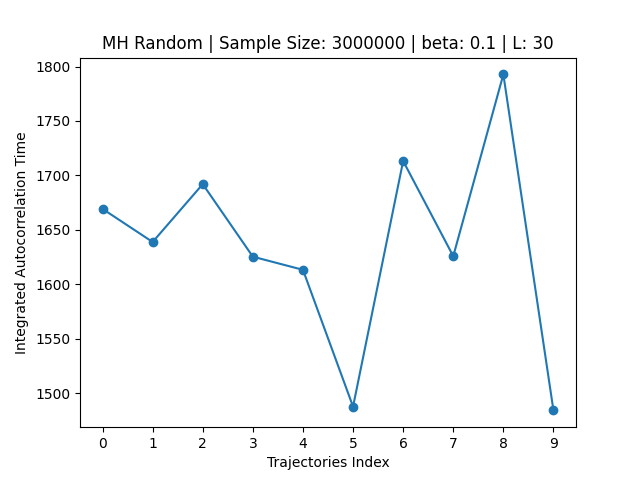 MH Random | Sample Size: 3000000 | beta: 0.1 | L: 30
1800
1750
1700
1650
1600
1550
1500
Integrated Autocorrelation Time
0 1 2 3 4 5 6 7 8 9
Trajectories Index